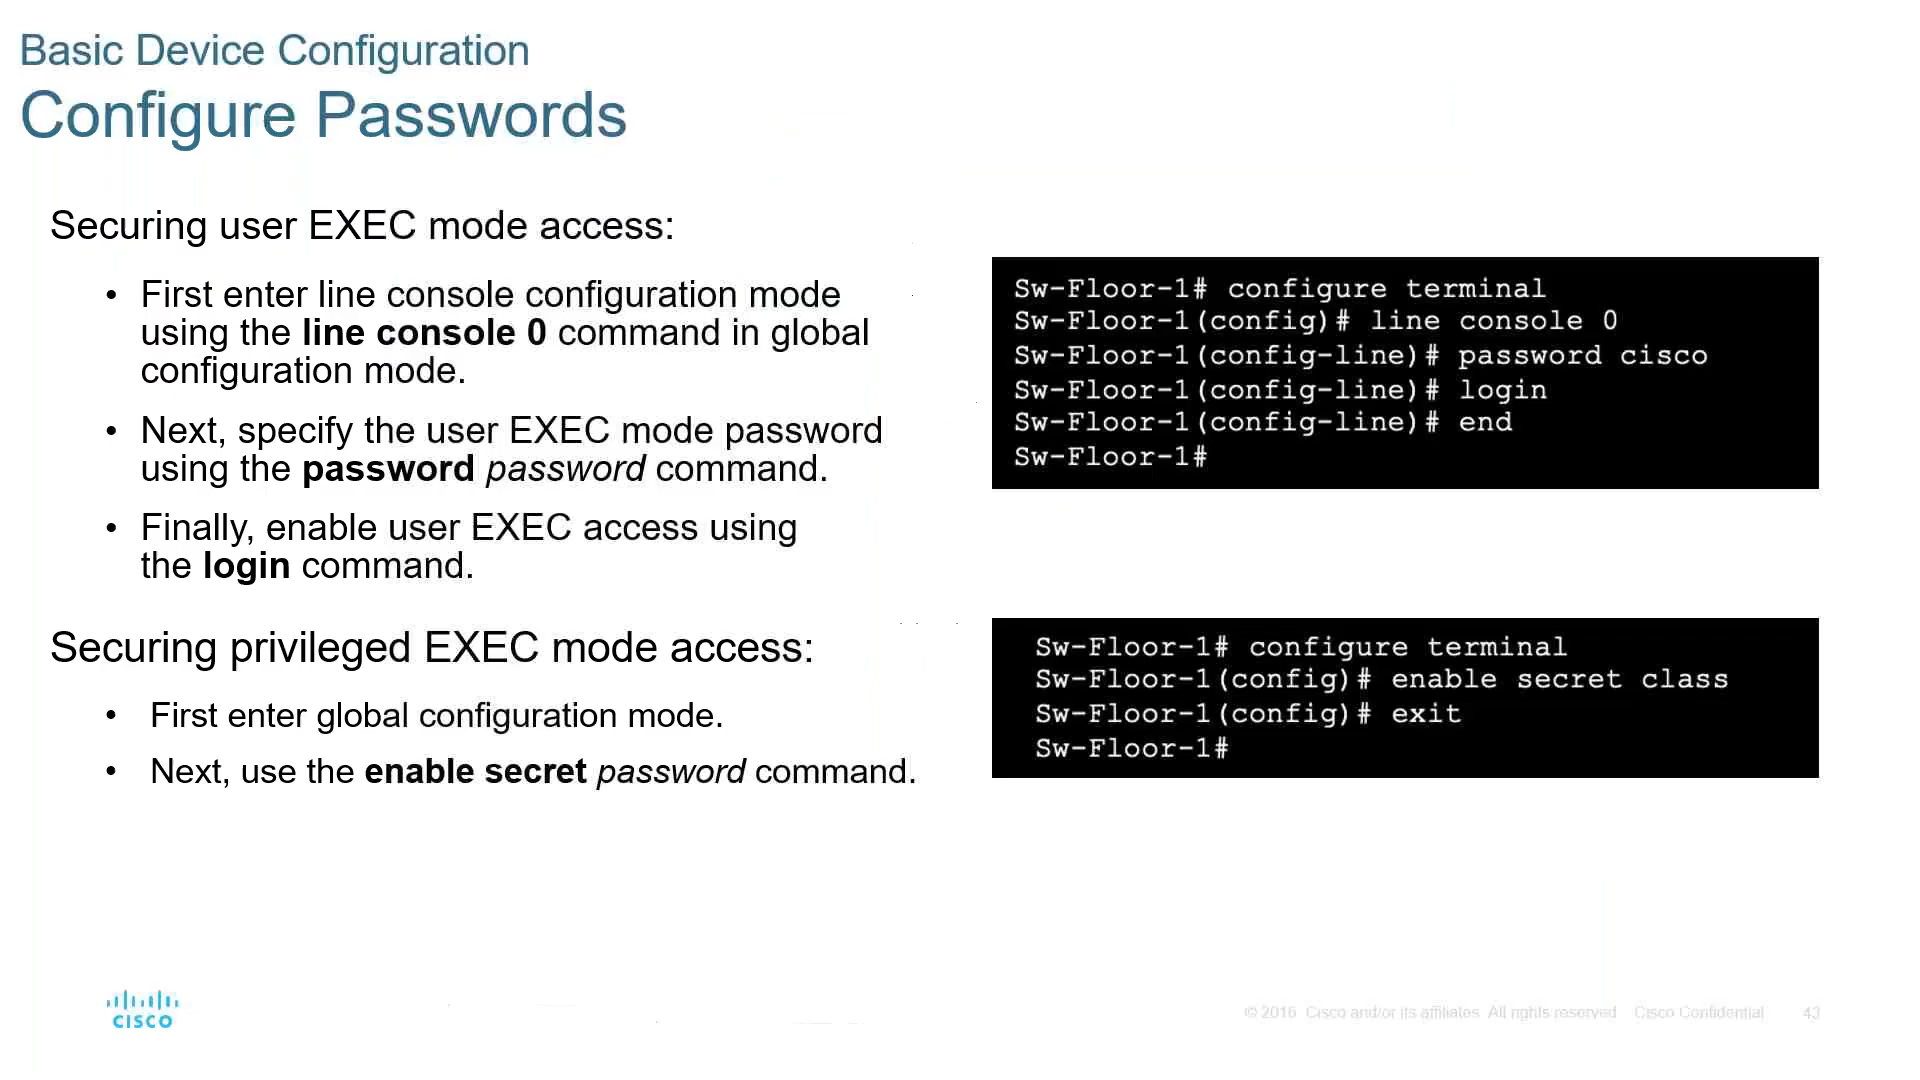 Basic Device Configuration
Configure Passwords
Securing user EXEC mode access:
• First enter line console configuration mode
using the line console 0 command in global
configuration mode.
• Next, specify the user EXEC mode password
using the password password command.
• Finally, enable user EXEC access using
the login command.
Sw-Floor-1# configure terminal
Sw-Floor-1(config)# line console 0
Sw-Floor-1(config-line)# password cisco
Sw-Floor-1(config-line)# login
Sw-Floor-1(config-line)# end
Sw-Floor-1#
Securing privileged EXEC mode access:
• First enter global configuration mode.
• Next, use the enable secret password command.
Sw-Floor-1# configure terminal
Sw-Floor-1(config)# enable secret class
Sw-Floor-1(config)# exit
Sw-Floor-1#
CISCO
© 2016 Cisco and/or its affiliates. All rights reserved. Cisco Confidential 43